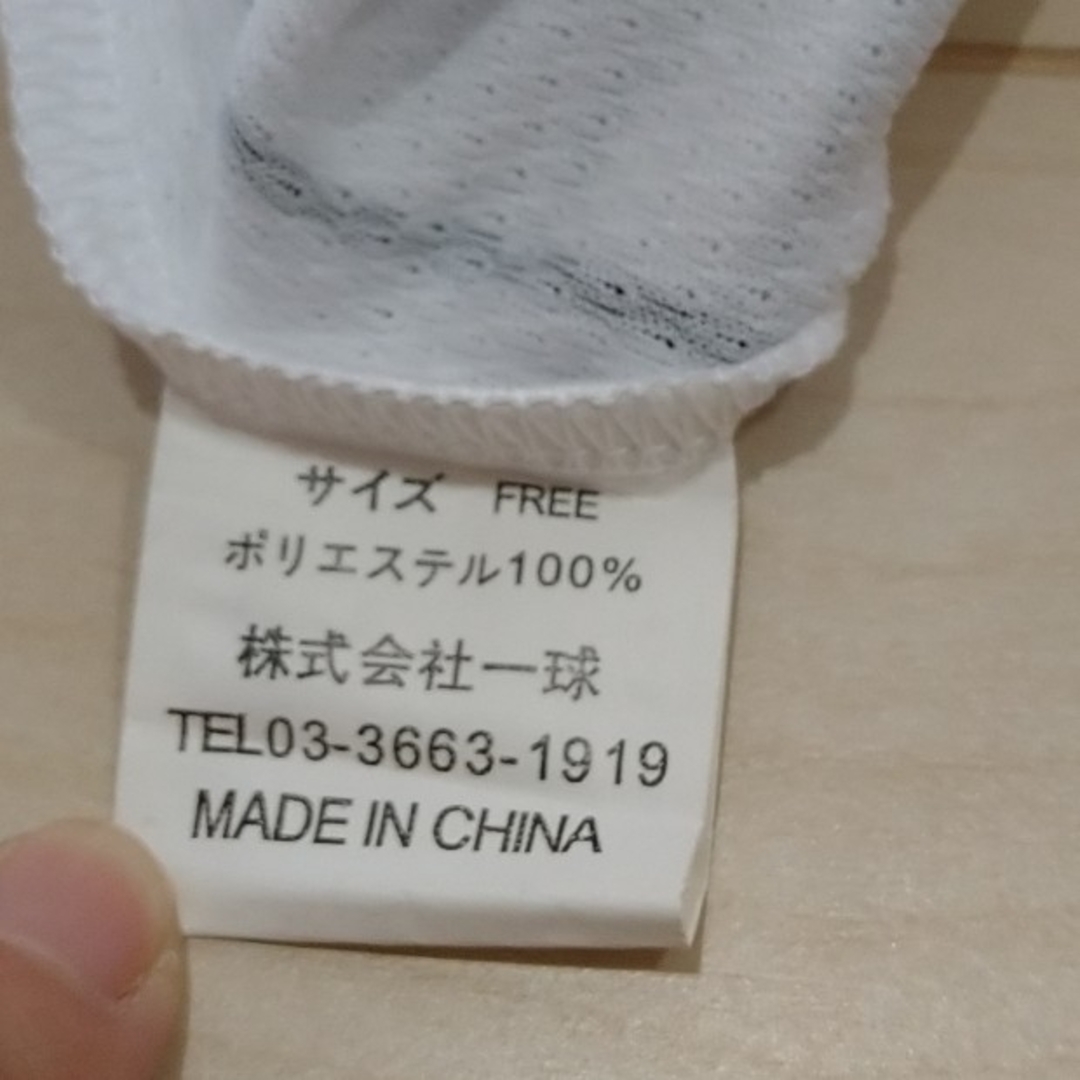 サイズ　FREE
ポリエステル100%
株式会社一球
TEL03-3663-1919
MADE IN CHINA